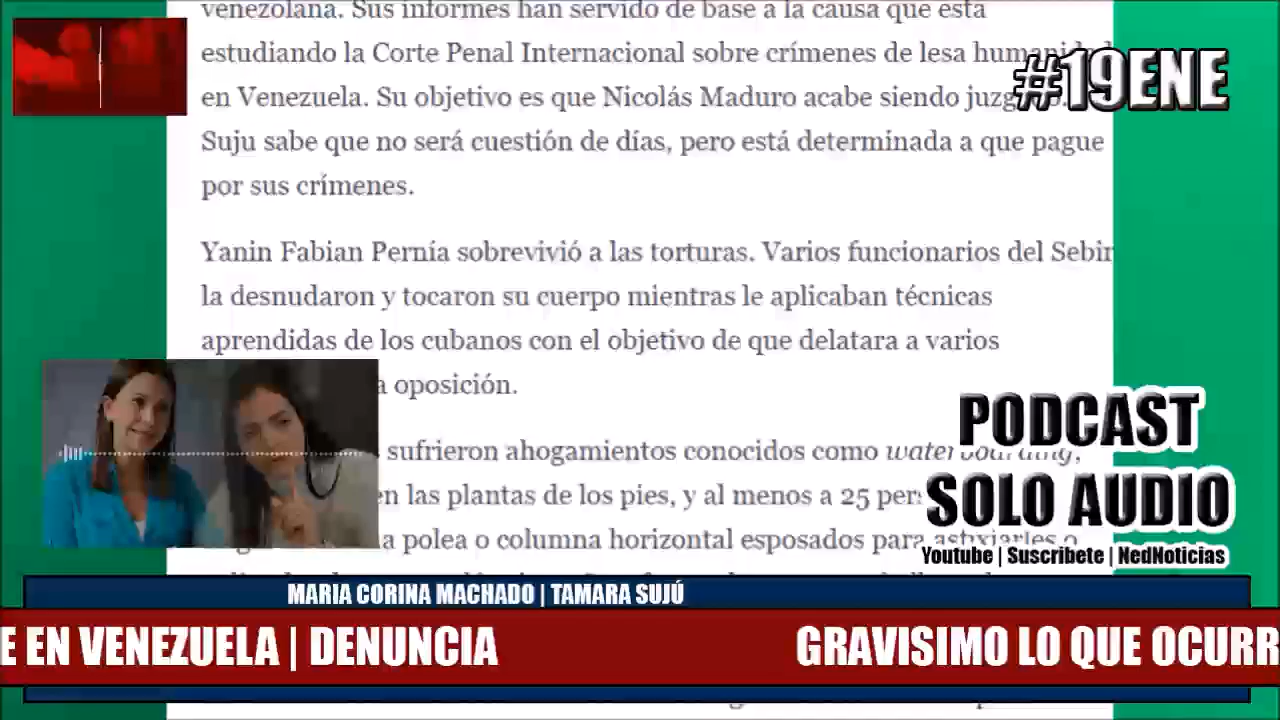 venezolana. Sus informes han servido de base a la causa que está
estudiando la Corte Penal Internacional sobre crímenes de lesa humanidad
#19ENE
en Venezuela. Su objetivo es que Nicolás Maduro acabe siendo
Suju sabe que no será cuestión de días, pero está determinada a que pague
por sus crímenes.
Yanin Fabian Pernía sobrevivió a las torturas. Varios funcionarios del Sebin
la desnudaron y tocaron su cuerpo mientras le aplicaban técnicas
aprendidas de los cubanos con el objetivo de que delatara a varios
a oposición.
sufrieron ahogamientos conocidos como waterboarding,
en las plantas de los pies, y al menos a 25
a polea o columna horizontal esposados para asfixiarles o
PODCAST
SOLO AUDIO
Youtube | Suscribete | NedNoticias
MARIA CORINA MACHADO | TAMARA SUJÚ
E EN VENEZUELA | DENUNCIA GRAVISIMO LO QUE OCURR